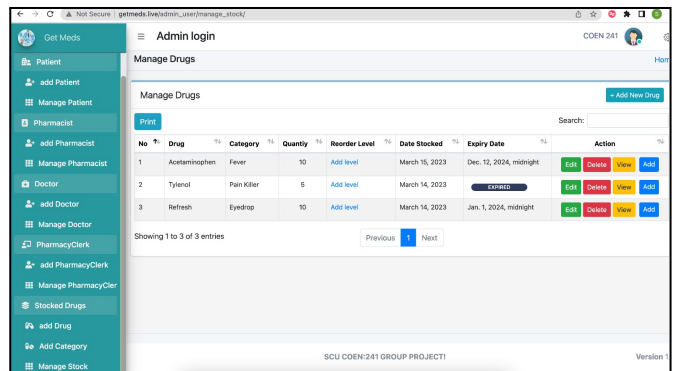 Not Secure | getmeds.live/admin_user/manage_stock/
Get Meds
Admin login
COEN 241
Patient
add Patient
Manage Patient
Pharmacist
add Pharmacist
Manage Pharmacist
Doctor
add Doctor
Manage Doctor
PharmacyClerk
add PharmacyClerk
Manage PharmacyCler
Stocked Drugs
add Drug
Add Category
Manage Stock
Manage Drugs
Hom
Manage Drugs
+ Add New Drug
Print
Search:
No Drug Category Quantiy Reorder Level Date Stocked Expiry Date Action
1 Acetaminophen Fever 10 Add level March 15, 2023 Dec. 12, 2024, midnight Edit Delete View Add
2 Tylenol Pain Killer 5 Add level March 14, 2023 EXPIRED Edit Delete View Add
3 Refresh Eyedrop 10 Add level March 14, 2023 Jan. 1, 2024, midnight Edit Delete View Add
Showing 1 to 3 of 3 entries
Previous 1 Next
SCU COEN:241 GROUP PROJECT!
Version 1